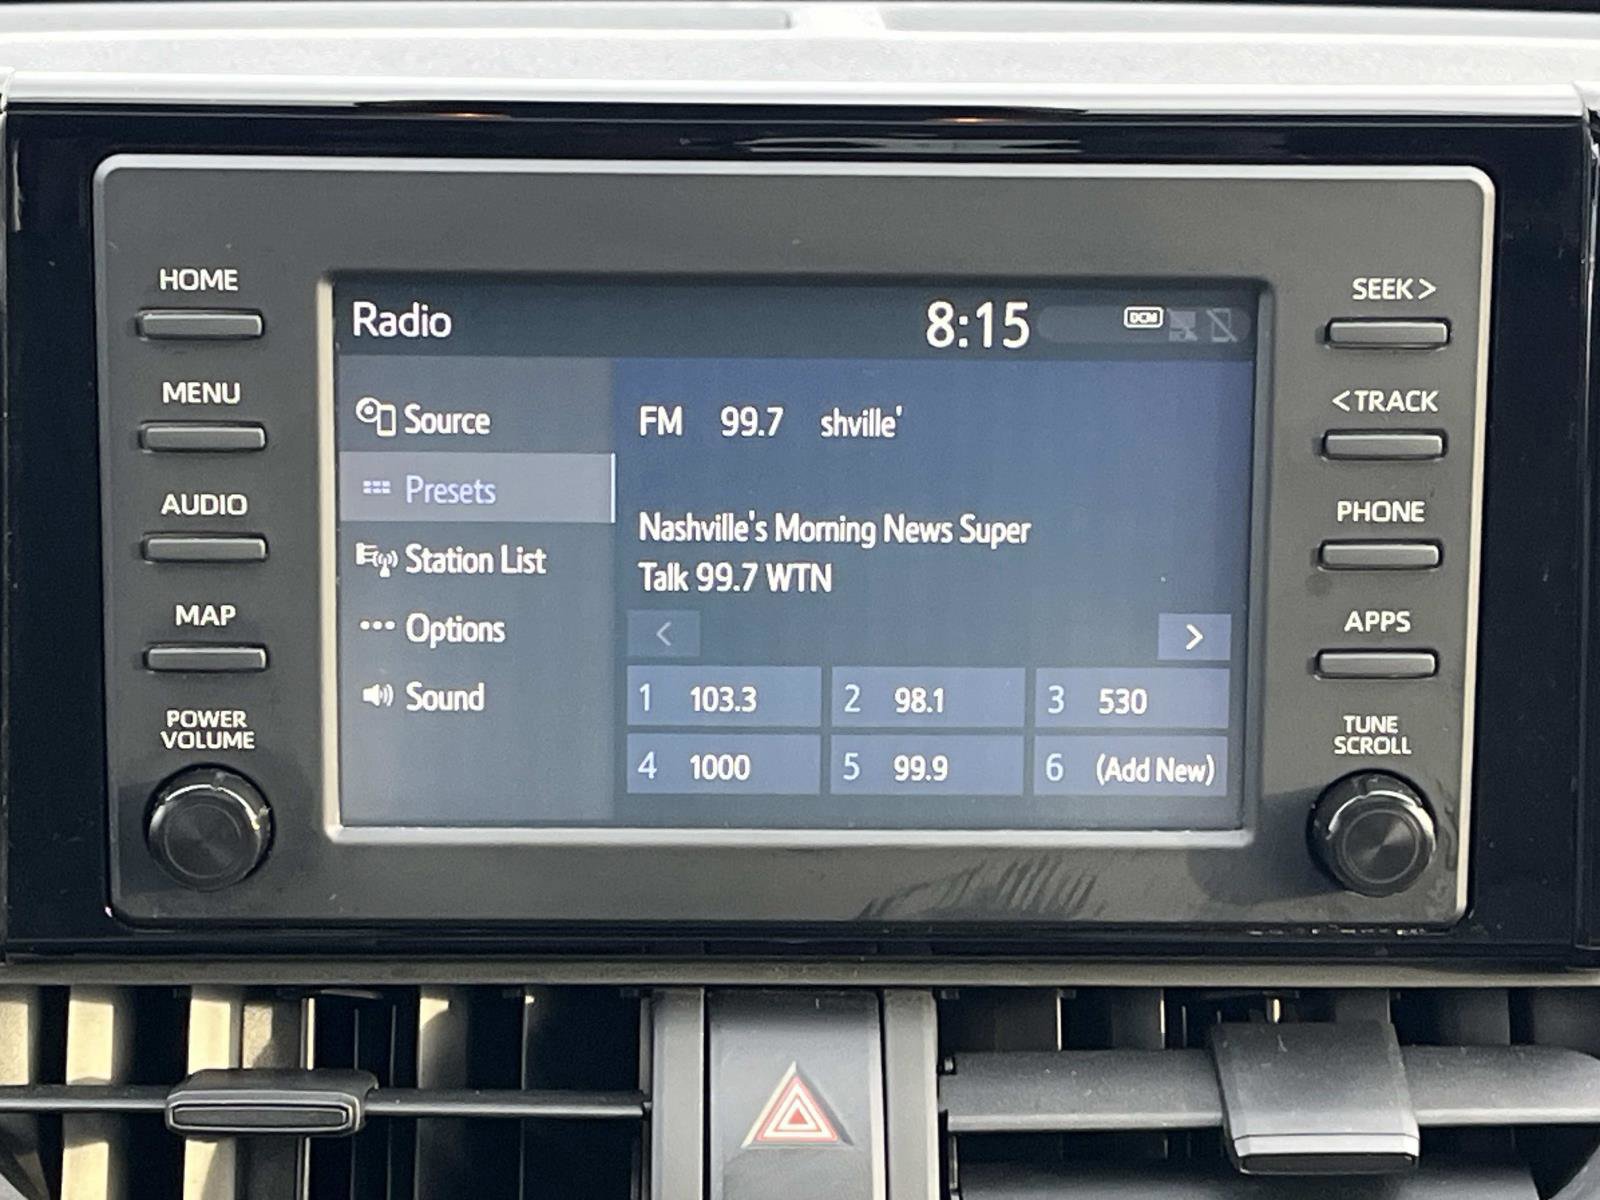 HOME
MENU
AUDIO
MAP
POWER
VOLUME
Radio
8:15
DCM
Source
Presets
Station List
Options
Sound
FM 99.7 shville'
Nashville's Morning News Super
Talk 99.7 WTN
<
>
1 103.3
2 98.1
3 530
4 1000
5 99.9
6 (Add New)
SEEK >
< TRACK
PHONE
APPS
TUNE
SCROLL